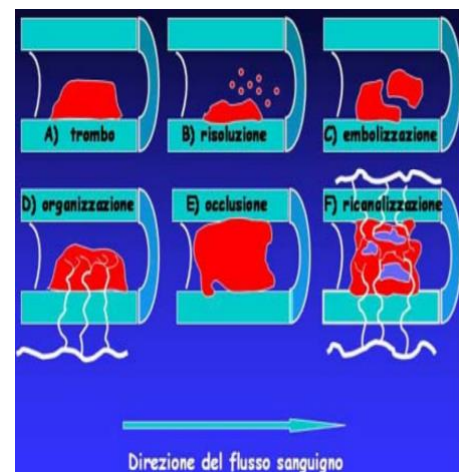 A) trombo
B) risoluzione
C) embolizzazione
D) organizzazione
E) occlusione
F) ricanalizzazione
Direzione del flusso sanguigno